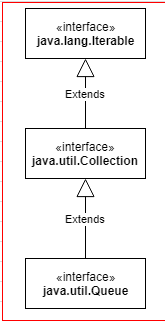 «interface»
java.lang.Iterable
Extends
«interface»
java.util.Collection
Extends
«interface»
java.util.Queue